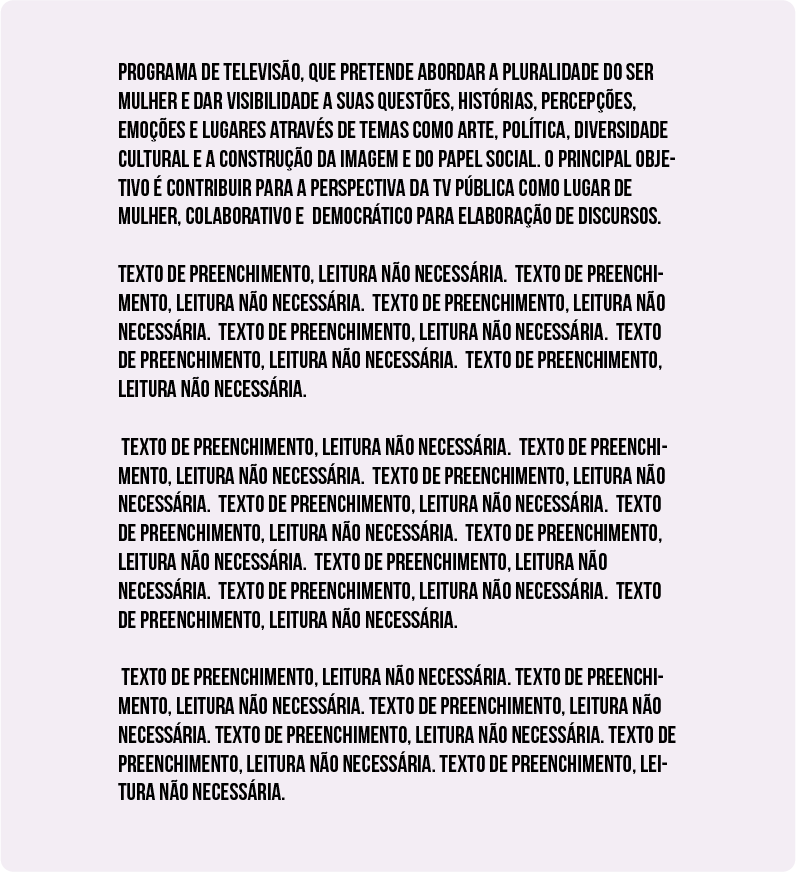 PROGRAMA DE TELEVISÃO, QUE PRETENDE ABORDAR A PLURALIDADE DO SER
MULHER E DAR VISIBILIDADE A SUAS QUESTÕES, HISTÓRIAS, PERCEPÇÕES,
EMOÇÕES E LUGARES ATRAVÉS DE TEMAS COMO ARTE, POLÍTICA, DIVERSIDADE
CULTURAL E A CONSTRUÇÃO DA IMAGEM E DO PAPEL SOCIAL. O PRINCIPAL OBJE-
TIVO É CONTRIBUIR PARA A PERSPECTIVA DA TV PÚBLICA COMO LUGAR DE
MULHER, COLABORATIVO E DEMOCRÁTICO PARA ELABORAÇÃO DE DISCURSOS.

TEXTO DE PREENCHIMENTO, LEITURA NÃO NECESSÁRIA. TEXTO DE PREENCHI-
MENTO, LEITURA NÃO NECESSÁRIA. TEXTO DE PREENCHIMENTO, LEITURA NÃO
NECESSÁRIA. TEXTO DE PREENCHIMENTO, LEITURA NÃO NECESSÁRIA. TEXTO
DE PREENCHIMENTO, LEITURA NÃO NECESSÁRIA. TEXTO DE PREENCHIMENTO,
LEITURA NÃO NECESSÁRIA.

TEXTO DE PREENCHIMENTO, LEITURA NÃO NECESSÁRIA. TEXTO DE PREENCHI-
MENTO, LEITURA NÃO NECESSÁRIA. TEXTO DE PREENCHIMENTO, LEITURA NÃO
NECESSÁRIA. TEXTO DE PREENCHIMENTO, LEITURA NÃO NECESSÁRIA. TEXTO
DE PREENCHIMENTO, LEITURA NÃO NECESSÁRIA. TEXTO DE PREENCHIMENTO,
LEITURA NÃO NECESSÁRIA. TEXTO DE PREENCHIMENTO, LEITURA NÃO
NECESSÁRIA. TEXTO DE PREENCHIMENTO, LEITURA NÃO NECESSÁRIA. TEXTO
DE PREENCHIMENTO, LEITURA NÃO NECESSÁRIA.

TEXTO DE PREENCHIMENTO, LEITURA NÃO NECESSÁRIA. TEXTO DE PREENCHI-
MENTO, LEITURA NÃO NECESSÁRIA. TEXTO DE PREENCHIMENTO, LEITURA NÃO
NECESSÁRIA. TEXTO DE PREENCHIMENTO, LEITURA NÃO NECESSÁRIA. TEXTO DE
PREENCHIMENTO, LEITURA NÃO NECESSÁRIA. TEXTO DE PREENCHIMENTO, LEI-
TURA NÃO NECESSÁRIA.